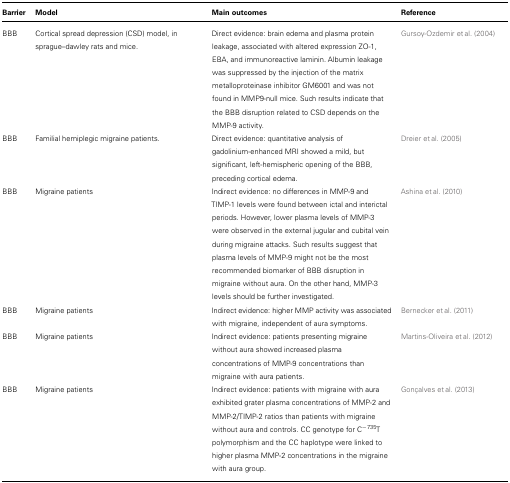 Barrier Model Main outcomes Reference
BBB Cortical spread depression (CSD) model, in Direct evidence: brain edema and plasma protein Gursoy-Ozdemir et al. (2004)
sprague–dawley rats and mice. leakage, associated with altered expression ZO-1,
EBA, and immunoreactive laminin. Albumin leakage
was suppressed by the injection of the matrix
metalloproteinase inhibitor GM6001 and was not
found in MMP9-null mice. Such results indicate that
the BBB disruption related to CSD depends on the
MMP-9 activity.
BBB Familial hemiplegic migraine patients. Direct evidence: quantitative analysis of Dreier et al. (2005)
gadolinium-enhanced MRI showed a mild, but
significant, left-hemispheric opening of the BBB,
preceding cortical edema.
BBB Migraine patients Indirect evidence: no differences in MMP-9 and Ashina et al. (2010)
TIMP-1 levels were found between ictal and interictal
periods. However, lower plasma levels of MMP-3
were observed in the external jugular and cubital vein
during migraine attacks. Such results suggest that
plasma levels of MMP-9 might not be the most
recommended biomarker of BBB disruption in
migraine without aura. On the other hand, MMP-3
levels should be further investigated.
BBB Migraine patients Indirect evidence: higher MMP activity was associated Bernecker et al. (2011)
with migraine, independent of aura symptoms.
BBB Migraine patients Indirect evidence: patients presenting migraine Martins-Oliveira et al. (2012)
without aura showed increased plasma
concentrations of MMP-9 concentrations than
migraine with aura patients.
BBB Migraine patients Indirect evidence: patients with migraine with aura Gonçalves et al. (2013)
exhibited grater plasma concentrations of MMP-2 and
MMP-2/TIMP-2 ratios than patients with migraine
without aura and controls. CC genotype for C−735T
polymorphism and the CC haplotype were linked to
higher plasma MMP-2 concentrations in the migraine
with aura group.